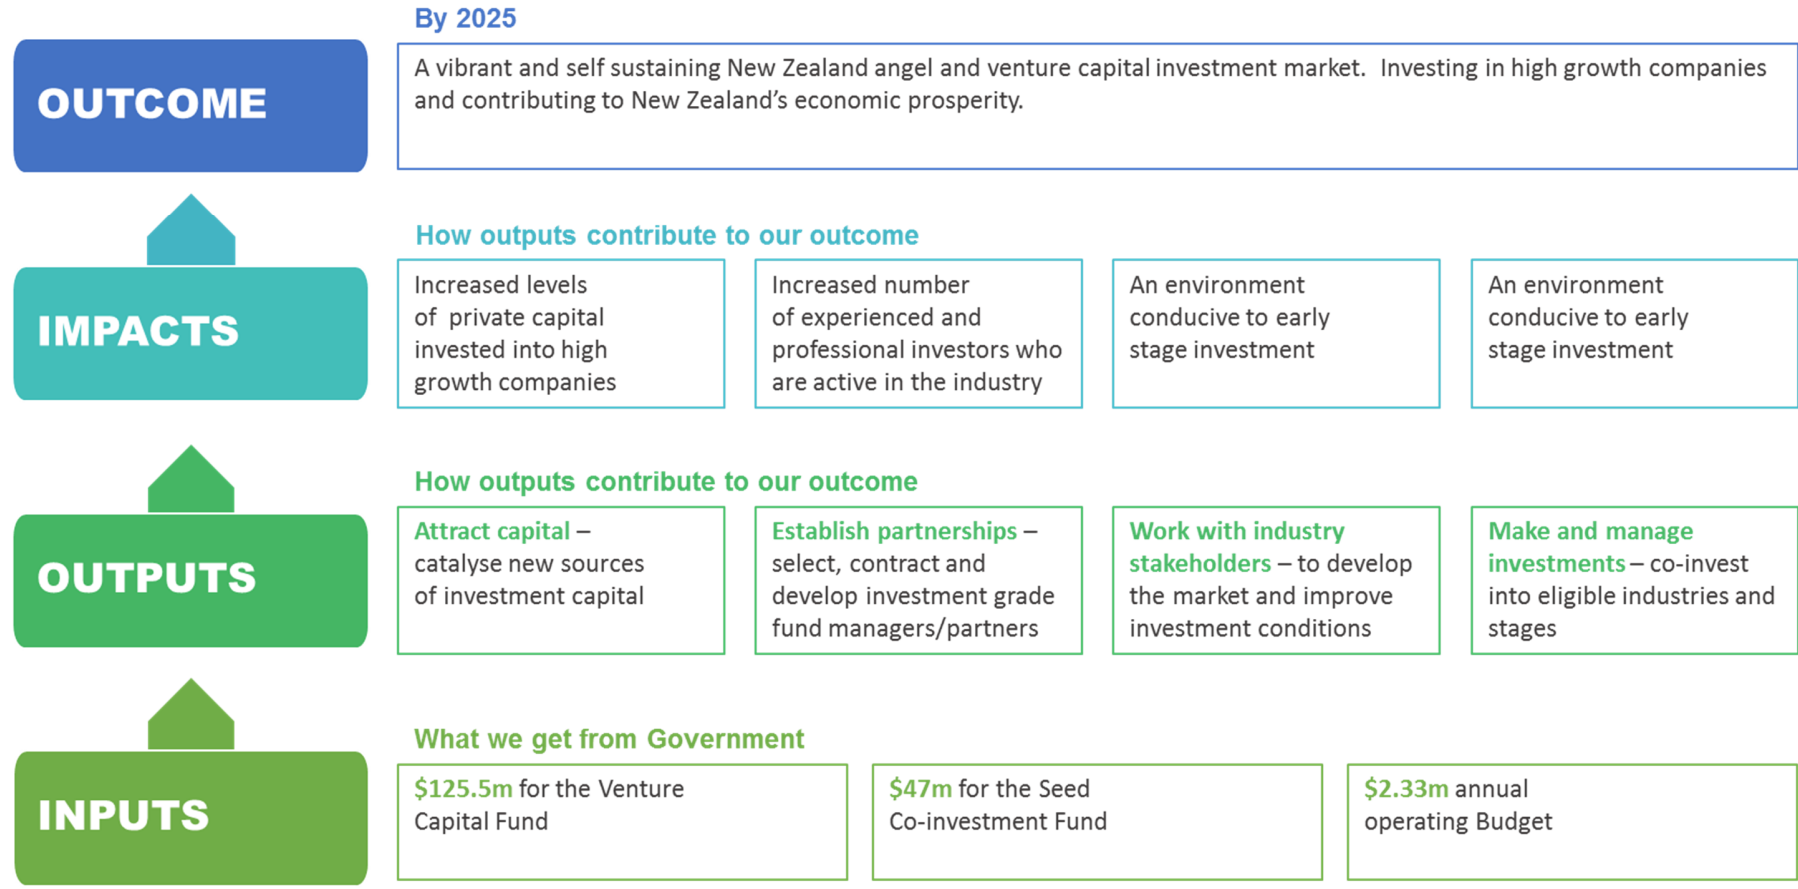 By 2025
OUTCOME
A vibrant and self sustaining New Zealand angel and venture capital investment market. Investing in high growth companies
and contributing to New Zealand's economic prosperity.
IMPACTS
How outputs contribute to our outcome
Increased levels
of private capital
invested into high
growth companies
Increased number
of experienced and
professional investors who
are active in the industry
An environment
conducive to early
stage investment
An environment
conducive to early
stage investment
OUTPUTS
How outputs contribute to our outcome
Attract capital –
catalyse new sources
of investment capital
Establish partnerships –
select, contract and
develop investment grade
fund managers/partners
Work with industry
stakeholders – to develop
the market and improve
investment conditions
Make and manage
investments – co-invest
into eligible industries and
stages
INPUTS
What we get from Government
$125.5m for the Venture
Capital Fund
$47m for the Seed
Co-investment Fund
$2.33m annual
operating Budget